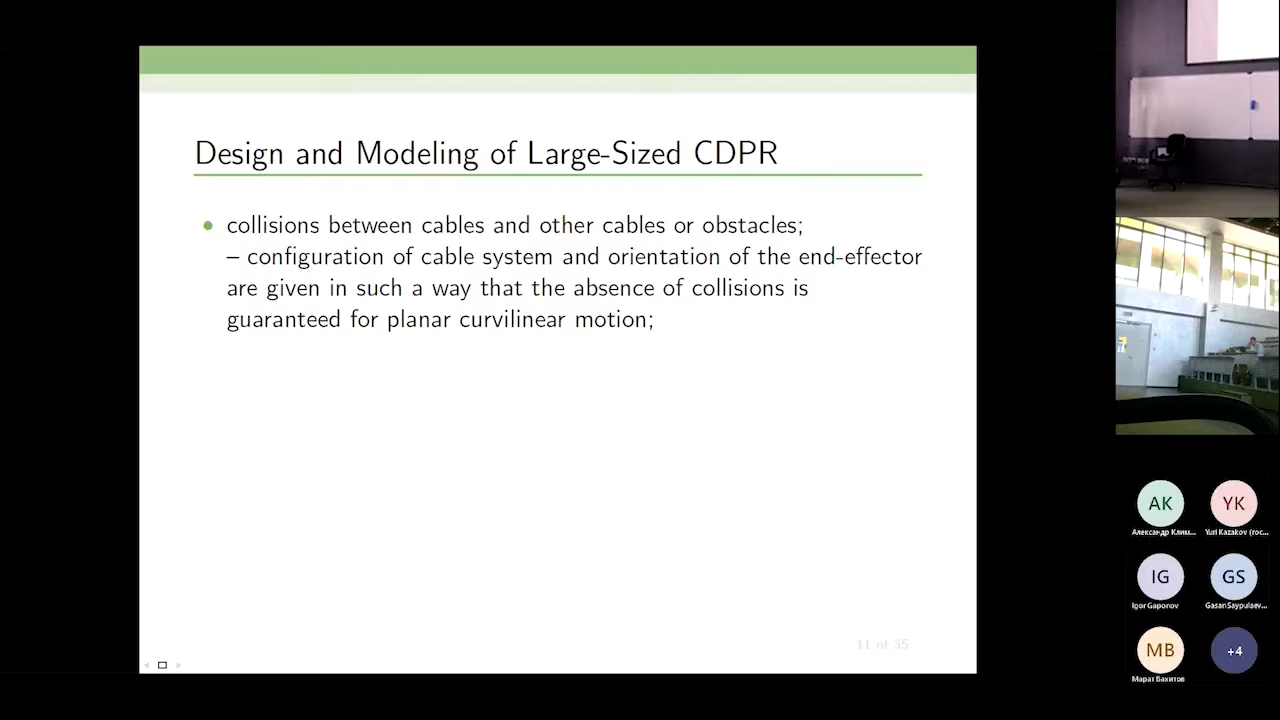 Design and Modeling of Large-Sized CDPR
• collisions between cables and other cables or obstacles;
– configuration of cable system and orientation of the end-effector
are given in such a way that the absence of collisions is
guaranteed for planar curvilinear motion;
11 of 35
AK
YK
Александр Клим...
Yuri Kazakov (гос...
IG
GS
Igor Gaponov
Gasan Saypulaev...
MB
+4
Марат Вахитов